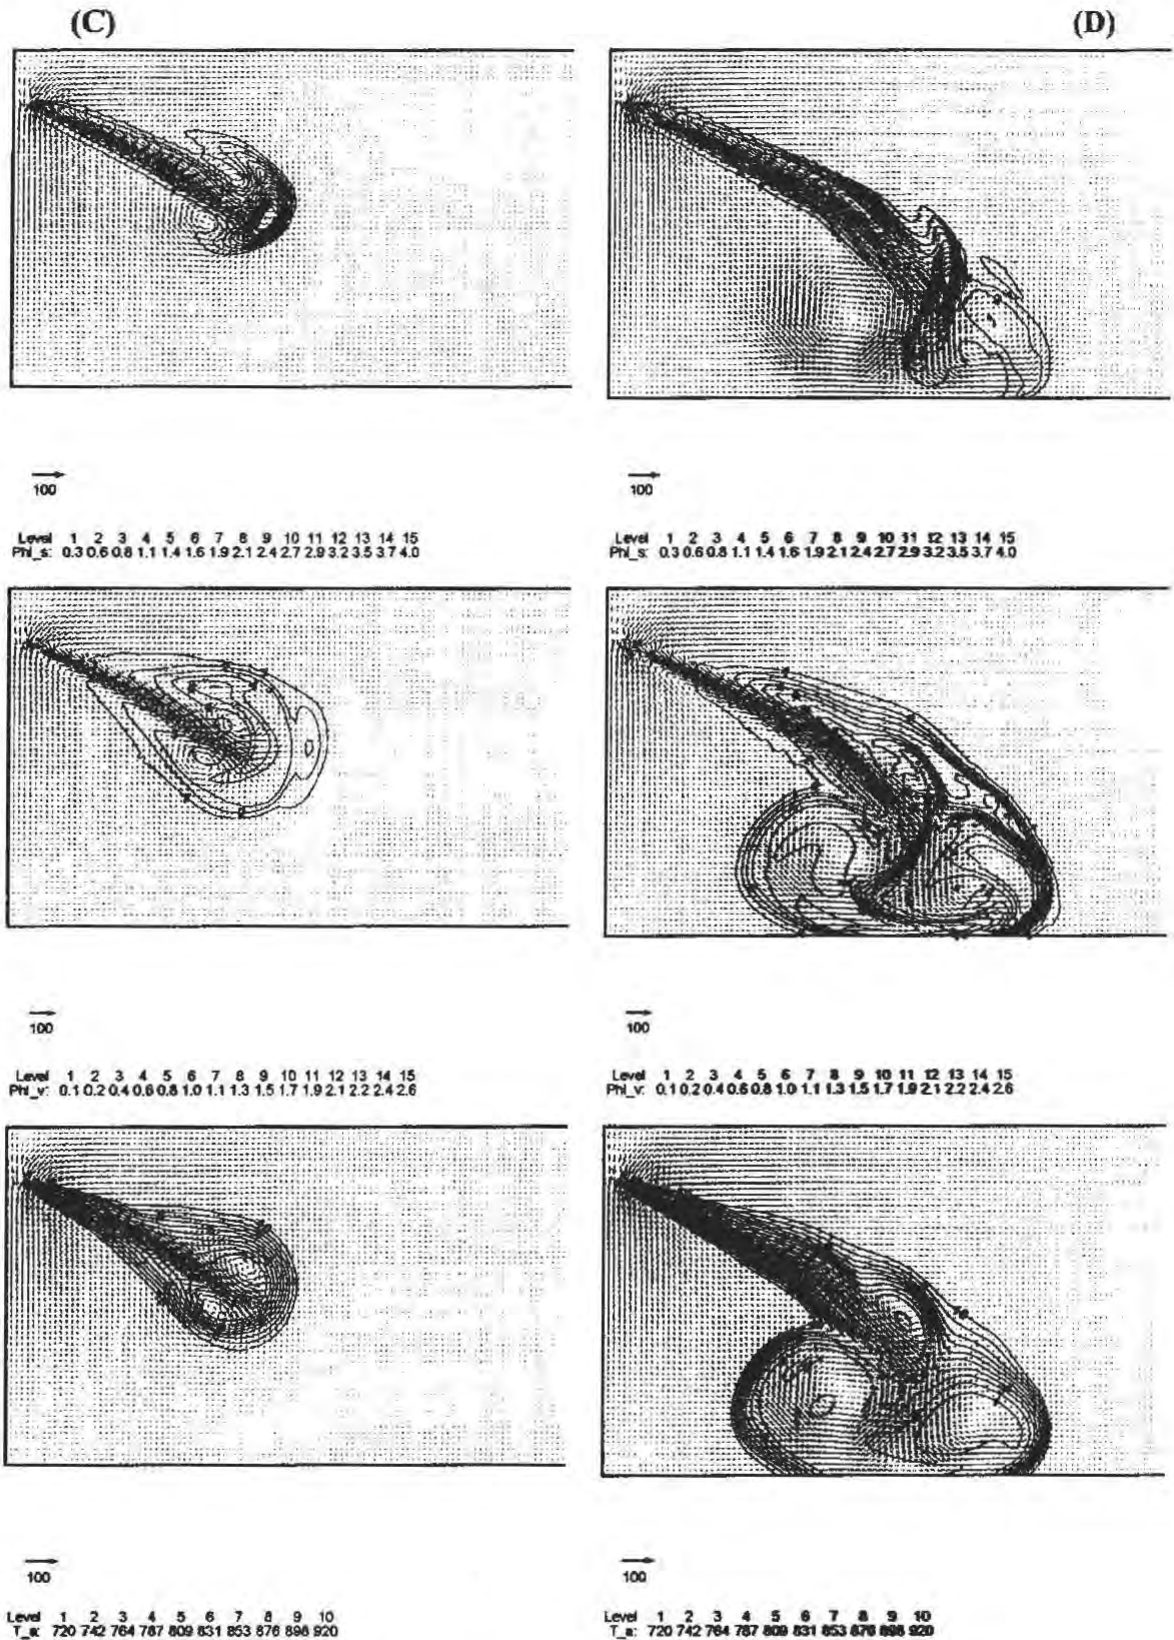 (C)
(D)
100
100
Level 1 2 3 4 5 6 7 8 9 10 11 12 13 14 15
Phi_s: 0.3 0.6 0.8 1.1 1.4 1.6 1.9 2.1 2.4 2.7 2.9 3.2 3.5 3.7 4.0
Level 1 2 3 4 5 6 7 8 9 10 11 12 13 14 15
Phi_s: 0.3 0.6 0.8 1.1 1.4 1.6 1.9 2.1 2.4 2.7 2.9 3.2 3.5 3.7 4.0
100
100
Level 1 2 3 4 5 6 7 8 9 10 11 12 13 14 15
Phi_v: 0.1 0.2 0.4 0.6 0.8 1.0 1.1 1.3 1.5 1.7 1.9 2.1 2.2 2.4 2.6
Level 1 2 3 4 5 6 7 8 9 10 11 12 13 14 15
Phi_v: 0.1 0.2 0.4 0.6 0.8 1.0 1.1 1.3 1.5 1.7 1.9 2.1 2.2 2.4 2.6
100
100
Level 1 2 3 4 5 6 7 8 9 10
T_a: 720 742 764 787 809 831 853 876 898 920
Level 1 2 3 4 5 6 7 8 9 10
T_a: 720 742 764 787 809 831 853 876 898 920